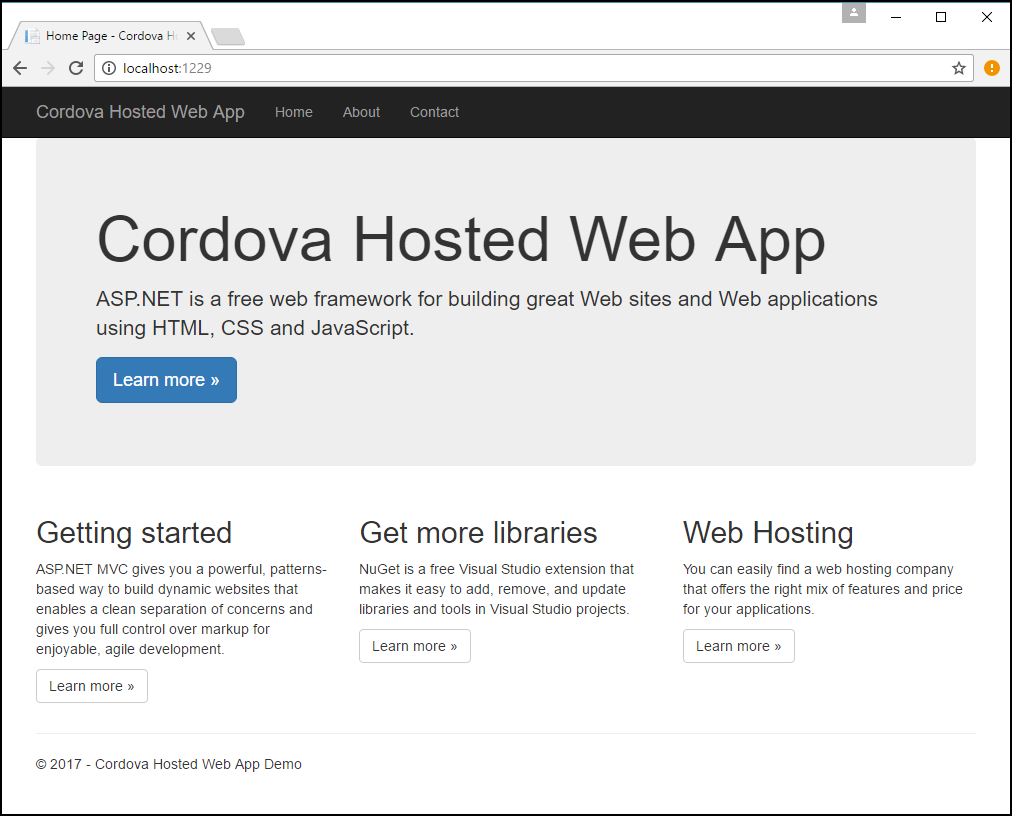 Home Page - Cordova H
localhost:1229
Cordova Hosted Web App Home About Contact
Cordova Hosted Web App
ASP.NET is a free web framework for building great Web sites and Web applications
using HTML, CSS and JavaScript.
Learn more »
Getting started
ASP.NET MVC gives you a powerful, patterns-
based way to build dynamic websites that
enables a clean separation of concerns and
gives you full control over markup for
enjoyable, agile development.
Learn more »
Get more libraries
NuGet is a free Visual Studio extension that
makes it easy to add, remove, and update
libraries and tools in Visual Studio projects.
Learn more »
Web Hosting
You can easily find a web hosting company
that offers the right mix of features and price
for your applications.
Learn more »
© 2017 - Cordova Hosted Web App Demo